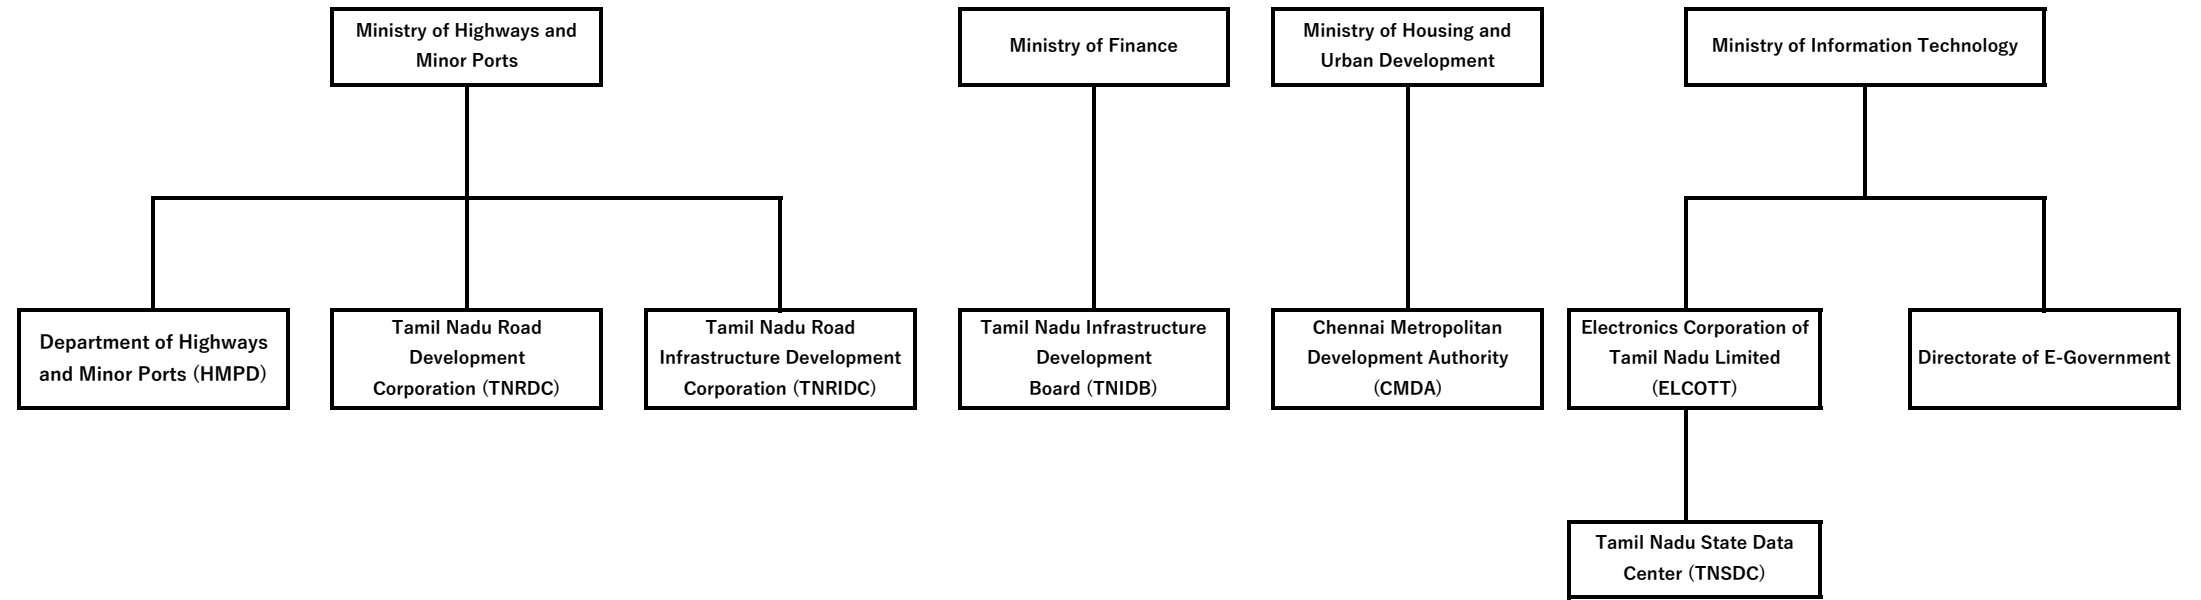 Ministry of Highways and
Minor Ports
Ministry of Finance
Ministry of Housing and
Urban Development
Ministry of Information Technology
Department of Highways
and Minor Ports (HMPD)
Tamil Nadu Road
Development
Corporation (TNRDC)
Tamil Nadu Road
Infrastructure Development
Corporation (TNRIDC)
Tamil Nadu Infrastructure
Development
Board (TNIDB)
Chennai Metropolitan
Development Authority
(CMDA)
Electronics Corporation of
Tamil Nadu Limited
(ELCOTT)
Directorate of E-Government
Tamil Nadu State Data
Center (TNSDC)